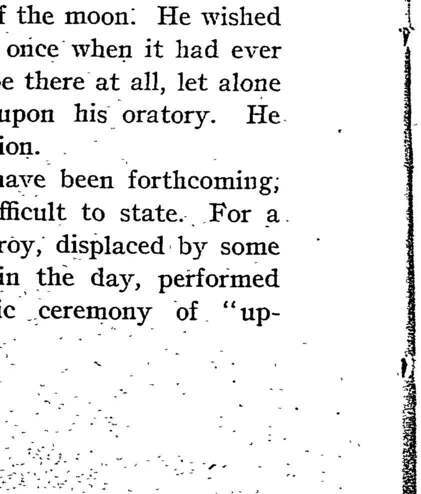 f the moon. He wished
once when it had ever
e there at all, let alone
upon his oratory. He
ion.
have been forthcoming;
fficult to state. For a
roy, displaced by some
in the day, performed
ic ceremony of “up-